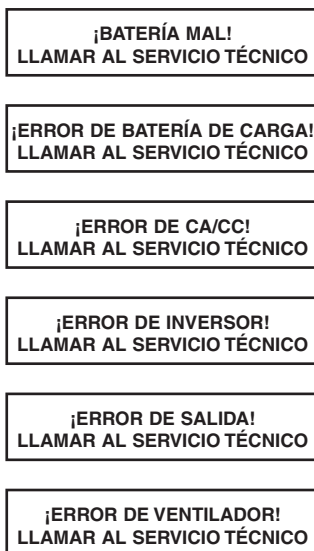 ¡BATERÍA MAL!
LLAMAR AL SERVICIO TÉCNICO
¡ERROR DE BATERÍA DE CARGA!
LLAMAR AL SERVICIO TÉCNICO
¡ERROR DE CA/CC!
LLAMAR AL SERVICIO TÉCNICO
¡ERROR DE INVERSOR!
LLAMAR AL SERVICIO TÉCNICO
¡ERROR DE SALIDA!
LLAMAR AL SERVICIO TÉCNICO
¡ERROR DE VENTILADOR!
LLAMAR AL SERVICIO TÉCNICO